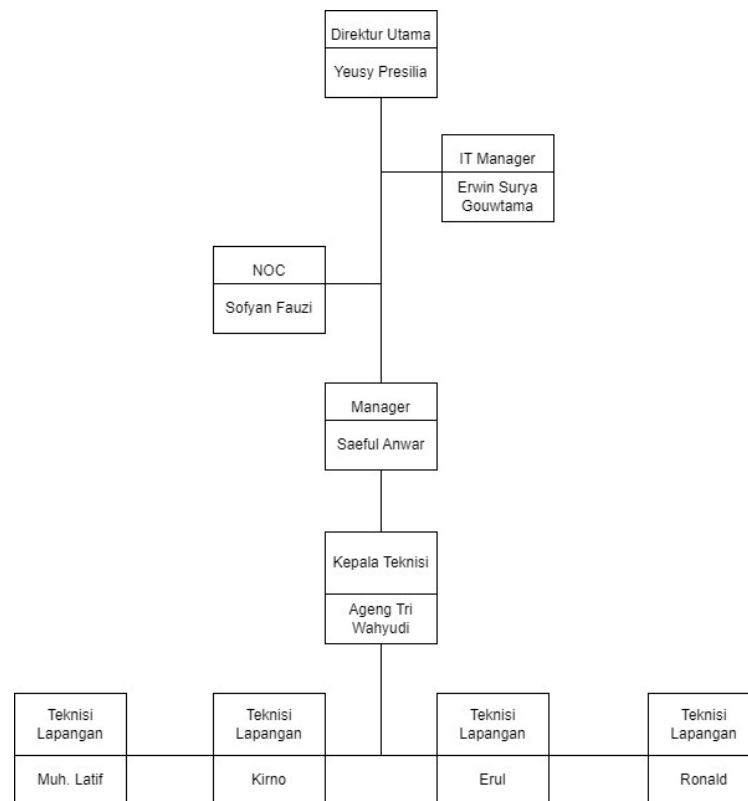 Direktur Utama
Yeusy Presilia
IT Manager
Erwin Surya
Gouwtama
NOC
Sofyan Fauzi
Manager
Saeful Anwar
Kepala Teknisi
Ageng Tri
Wahyudi
Teknisi
Lapangan
Muh. Latif
Teknisi
Lapangan
Kirno
Teknisi
Lapangan
Erul
Teknisi
Lapangan
Ronald